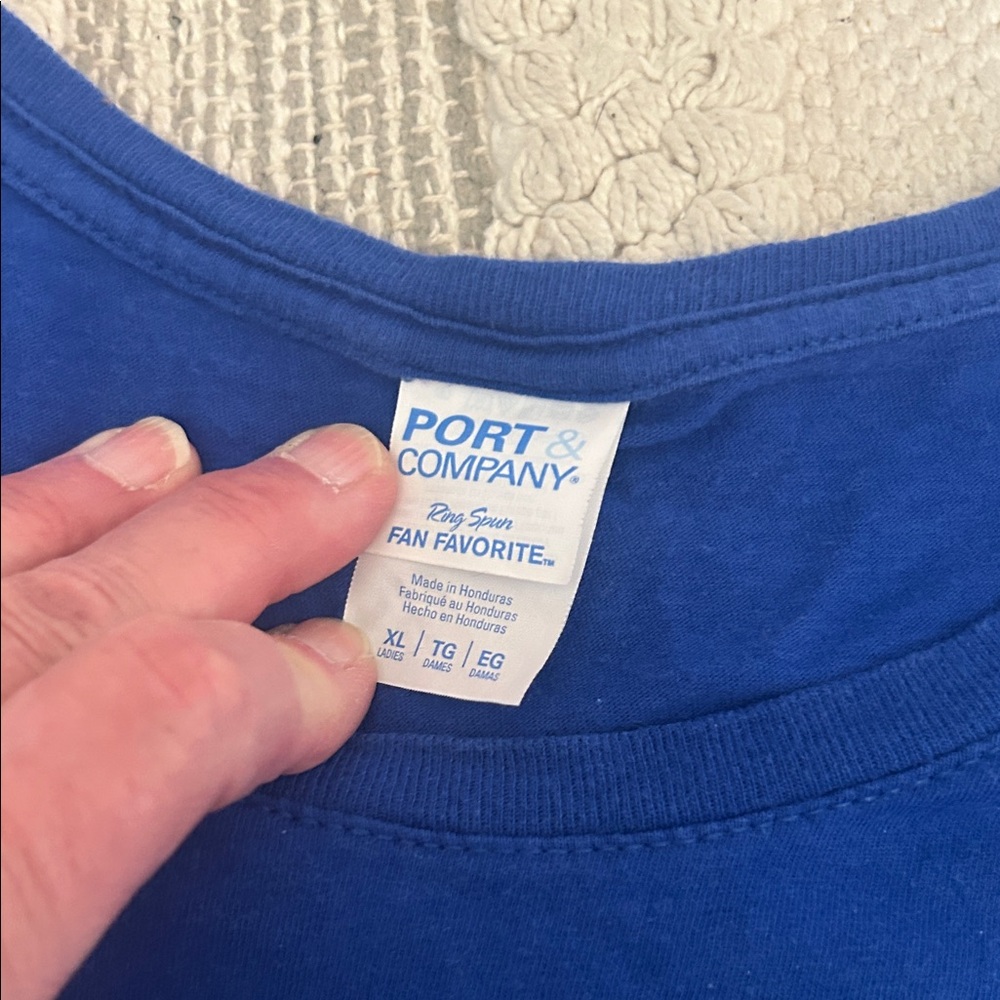 PORT &
COMPANY®
Ring Spun
FAN FAVORITE™
Made in Honduras
Fabriqué au Honduras
Hecho en Honduras
XL | TG | EG
LADIES DAMES DAMAS